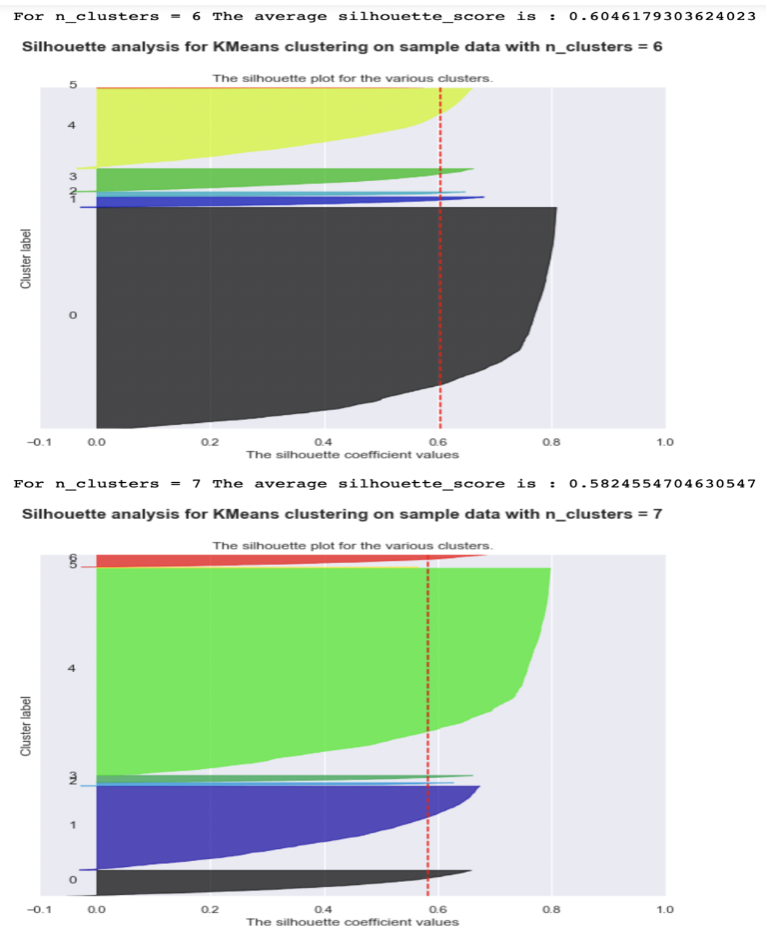 For n_clusters = 6 The average silhouette_score is : 0.6046179303624023
Silhouette analysis for KMeans clustering on sample data with n_clusters = 6
The silhouette plot for the various clusters.
5
4
3
2
1
Cluster label
0
−0.1 0.0 0.2 0.4 0.6 0.8 1.0
The silhouette coefficient values
For n_clusters = 7 The average silhouette_score is : 0.5824554704630547
Silhouette analysis for KMeans clustering on sample data with n_clusters = 7
The silhouette plot for the various clusters.
6
5
4
Cluster label
3
2
1
0
−0.1 0.0 0.2 0.4 0.6 0.8 1.0
The silhouette coefficient values